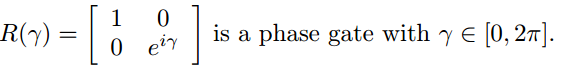 R(γ) = [ 1 0 ; 0 e^{iγ} ] is a phase gate with γ ∈ [0, 2π].